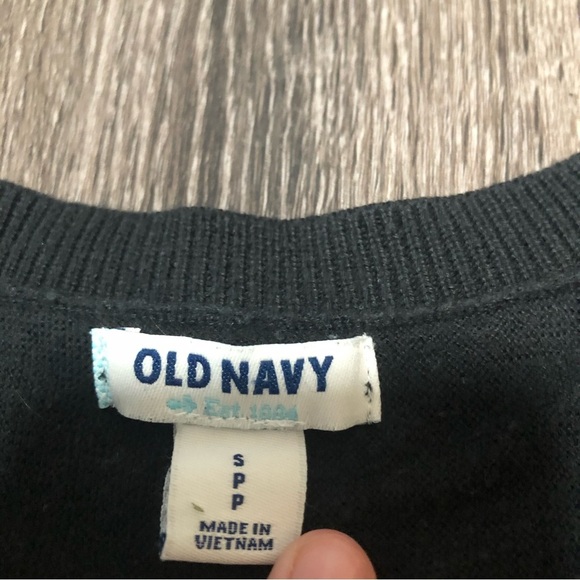 OLD NAVY
Est. 1994
S
P
P
MADE IN
VIETNAM